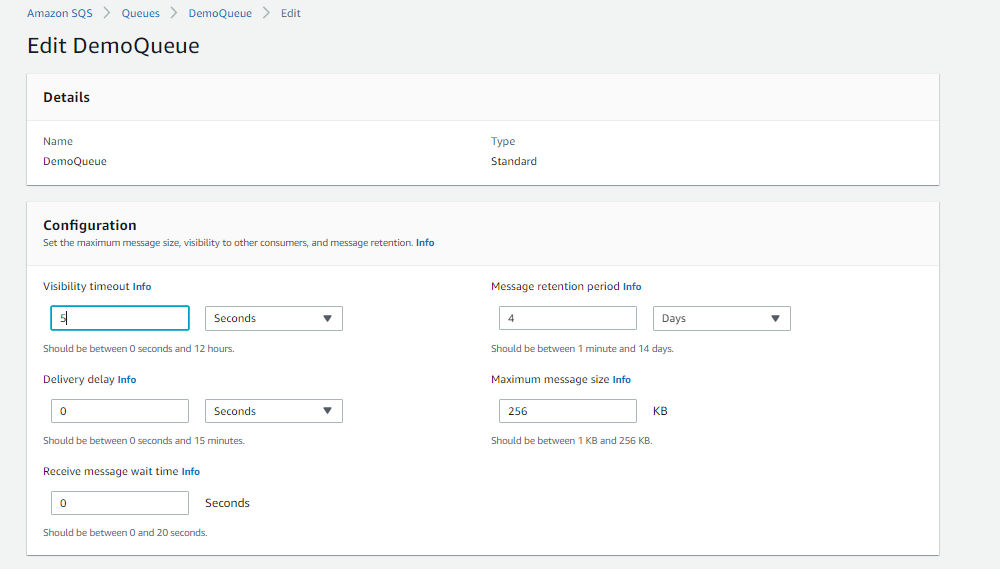 Amazon SQS > Queues > DemoQueue > Edit
Edit DemoQueue
Details
Name
DemoQueue
Type
Standard
Configuration
Set the maximum message size, visibility to other consumers, and message retention. Info
Visibility timeout Info
5
Seconds
Should be between 0 seconds and 12 hours.
Message retention period Info
4
Days
Should be between 1 minute and 14 days.
Delivery delay Info
0
Seconds
Should be between 0 seconds and 15 minutes.
Maximum message size Info
256
KB
Should be between 1 KB and 256 KB.
Receive message wait time Info
0
Seconds
Should be between 0 and 20 seconds.